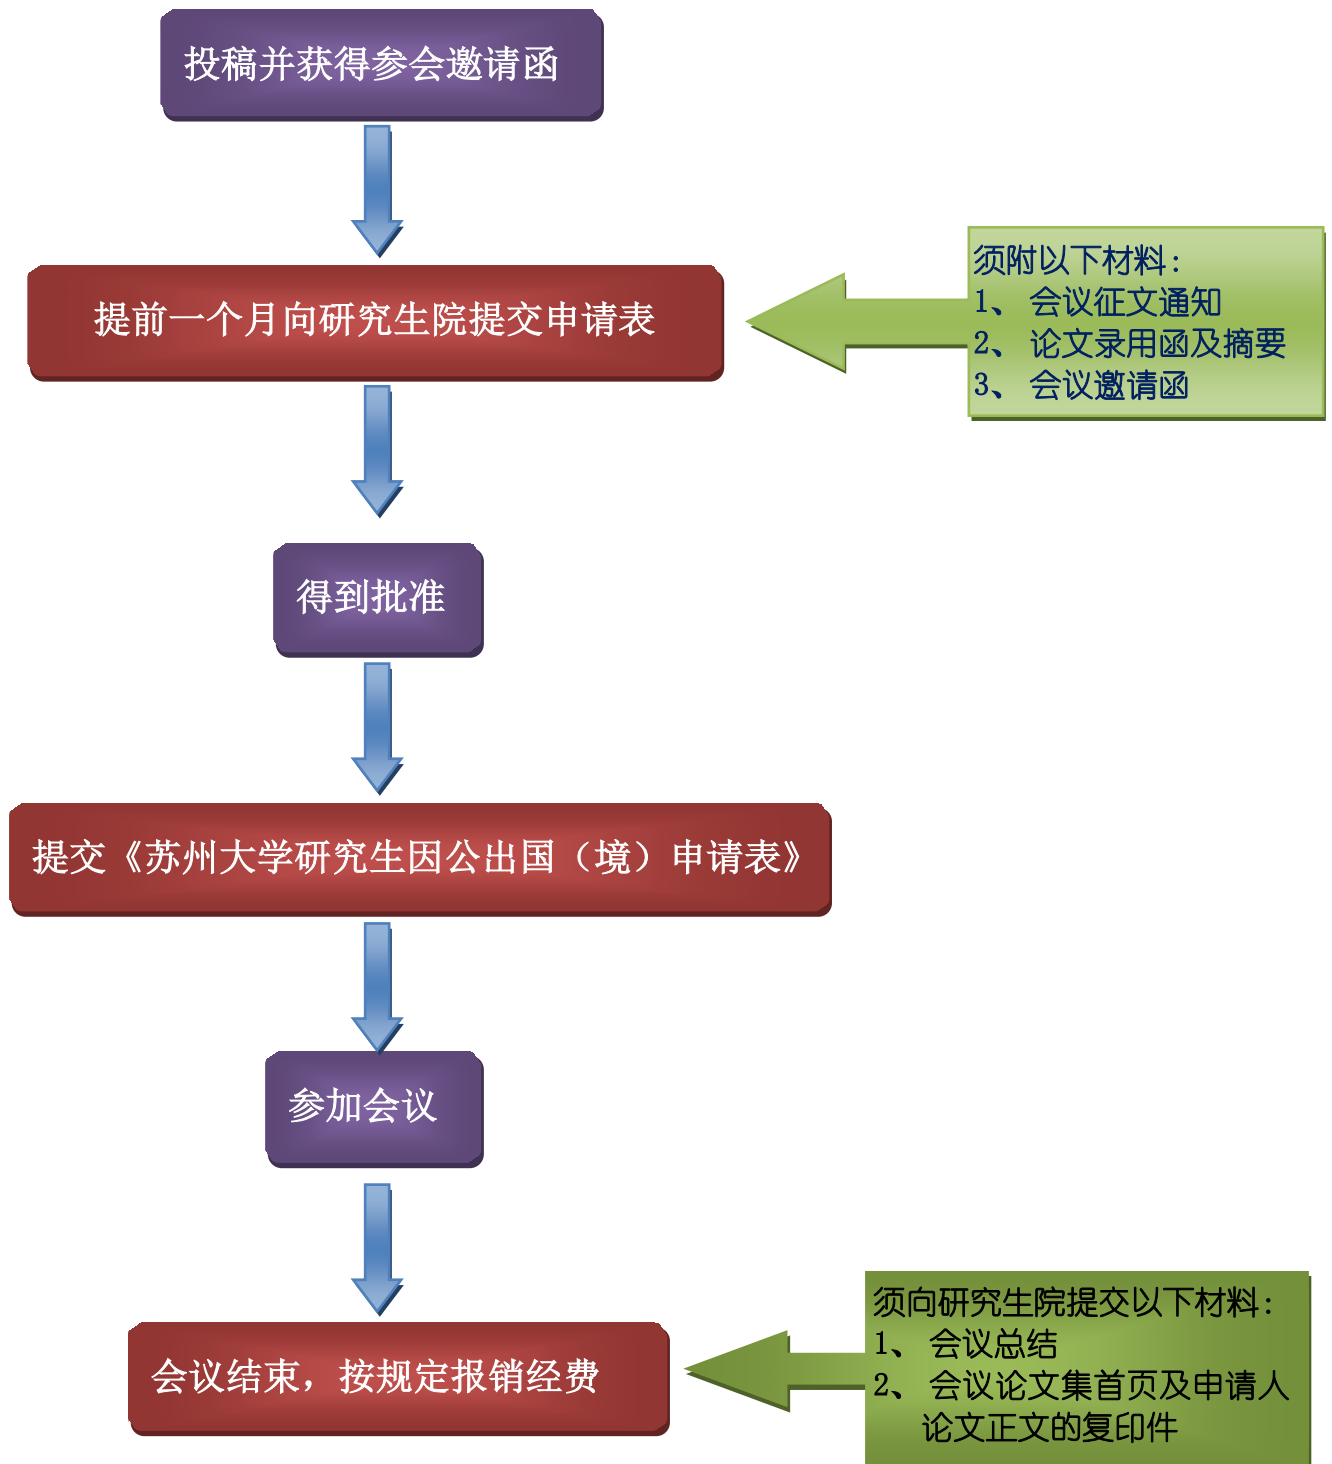 投稿并获得参会邀请函
提前一个月向研究生院提交申请表
须附以下材料：
1、 会议征文通知
2、 论文录用函及摘要
3、 会议邀请函
得到批准
提交《苏州大学研究生因公出国（境）申请表》
参加会议
会议结束，按规定报销经费
须向研究生院提交以下材料：
1、 会议总结
2、 会议论文集首页及申请人
论文正文的复印件